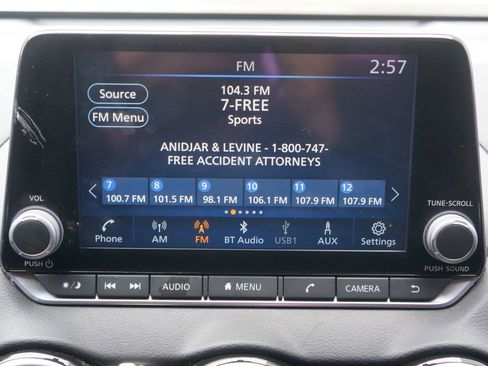 FM
2:57
Source
104.3 FM
7-FREE
FM Menu
Sports
ANIDJAR & LEVINE - 1-800-747-
FREE ACCIDENT ATTORNEYS
7 8 9 10 11 12
100.7 FM 101.5 FM 98.1 FM 106.1 FM 107.9 FM 107.9 FM
VOL
TUNE-SCROLL
Phone AM FM BT Audio USB1 AUX Settings
PUSH
PUSH SOUND
AUDIO MENU CAMERA